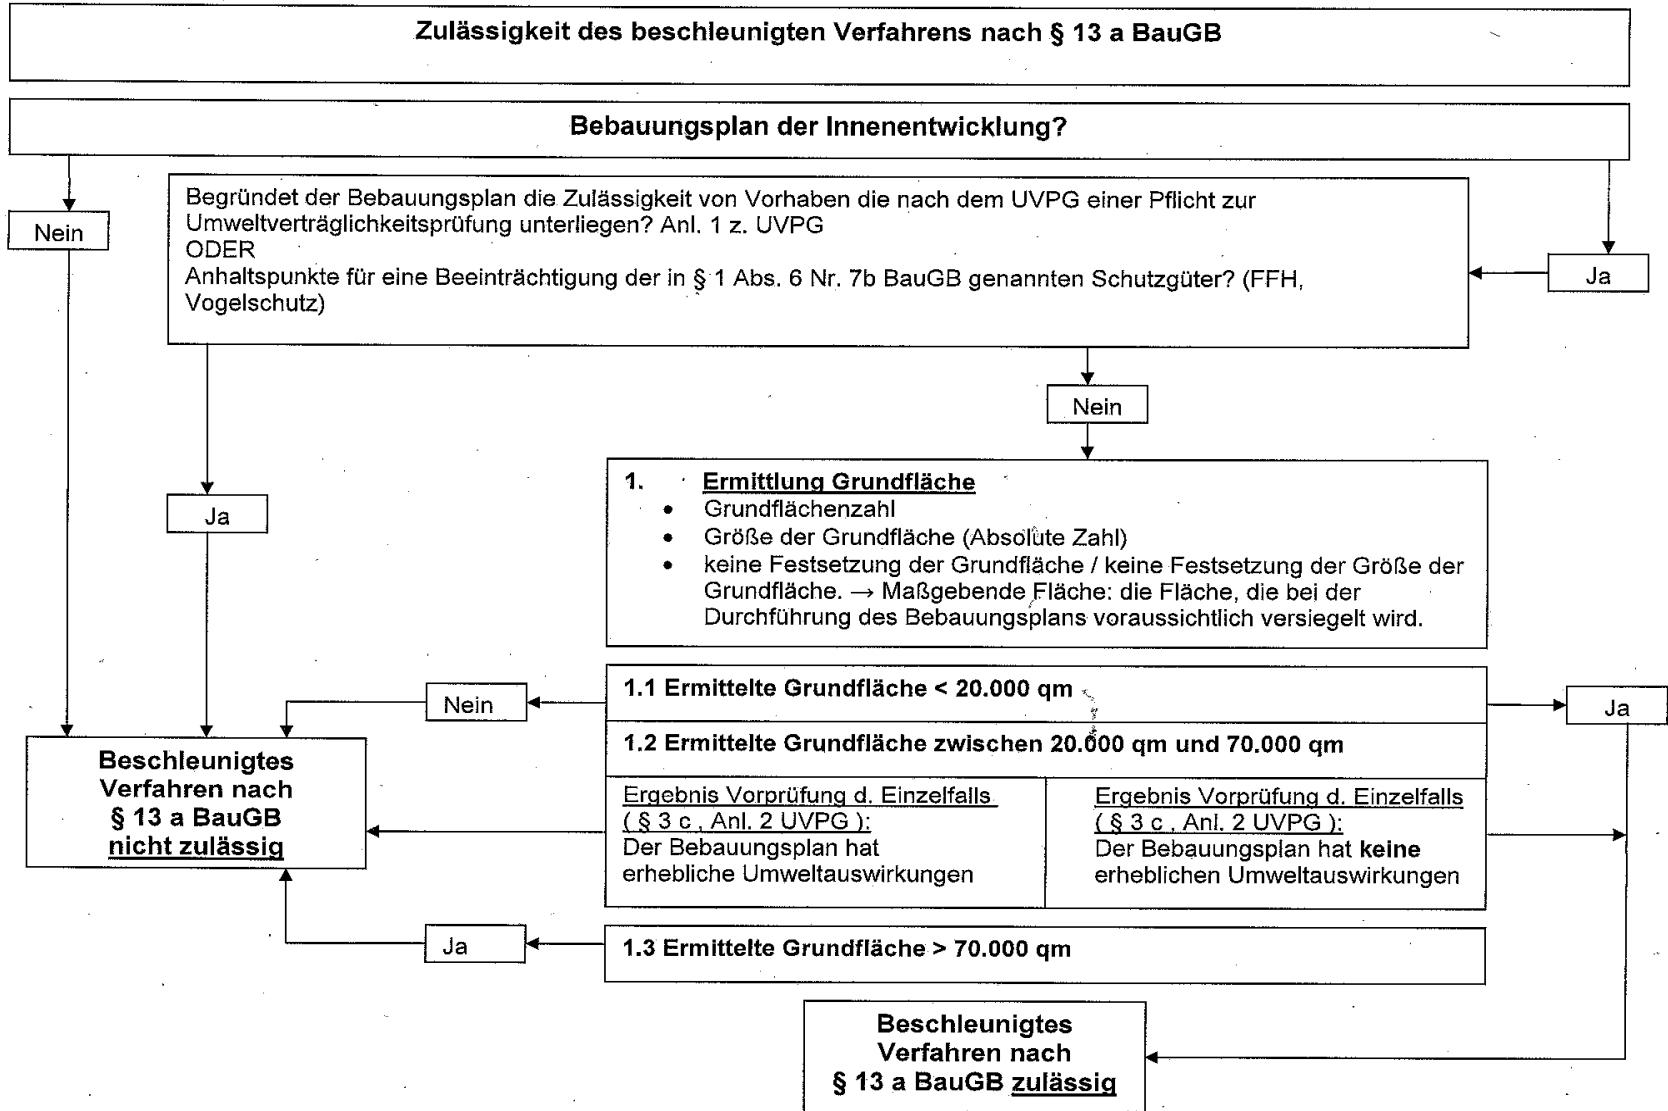 Zulässigkeit des beschleunigten Verfahrens nach § 13 a BauGB
Bebauungsplan der Innenentwicklung?
Nein
Begründet der Bebauungsplan die Zulässigkeit von Vorhaben die nach dem UVPG einer Pflicht zur
Umweltverträglichkeitsprüfung unterliegen? Anl. 1 z. UVPG
ODER
Anhaltspunkte für eine Beeinträchtigung der in § 1 Abs. 6 Nr. 7b BauGB genannten Schutzgüter? (FFH,
Vogelschutz)
Ja
Nein
Ja
1. Ermittlung Grundfläche
• Grundflächenzahl
• Größe der Grundfläche (Absolute Zahl)
• keine Festsetzung der Grundfläche / keine Festsetzung der Größe der
Grundfläche. → Maßgebende Fläche: die Fläche, die bei der
Durchführung des Bebauungsplans voraussichtlich versiegelt wird.
Nein
1.1 Ermittelte Grundfläche < 20.000 qm
Ja
1.2 Ermittelte Grundfläche zwischen 20.000 qm und 70.000 qm
Beschleunigtes
Verfahren nach
§ 13 a BauGB
nicht zulässig
Ergebnis Vorprüfung d. Einzelfalls
( § 3 c , Anl. 2 UVPG ):
Der Bebauungsplan hat
erhebliche Umweltauswirkungen
Ergebnis Vorprüfung d. Einzelfalls
( § 3 c , Anl. 2 UVPG ):
Der Bebauungsplan hat keine
erheblichen Umweltauswirkungen
Ja
1.3 Ermittelte Grundfläche > 70.000 qm
Beschleunigtes
Verfahren nach
§ 13 a BauGB zulässig